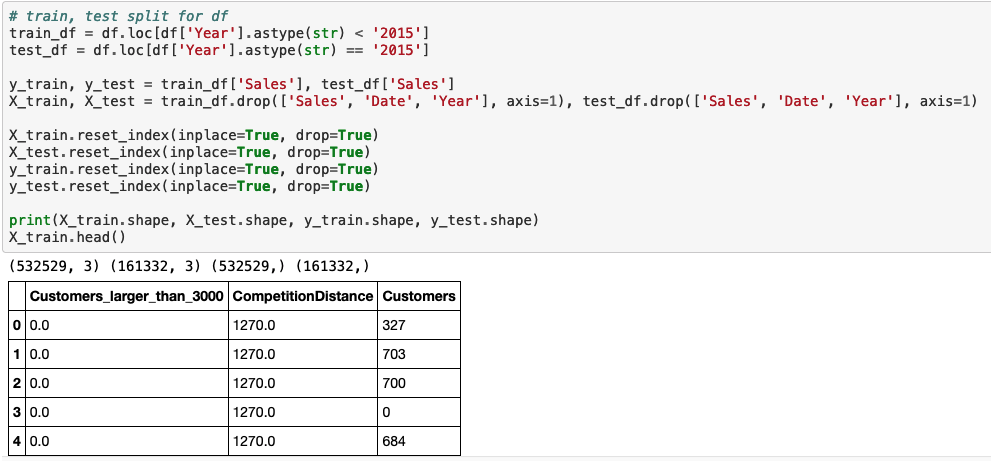 # train, test split for df
train_df = df.loc[df['Year'].astype(str) < '2015']
test_df = df.loc[df['Year'].astype(str) == '2015']
y_train, y_test = train_df['Sales'], test_df['Sales']
X_train, X_test = train_df.drop(['Sales', 'Date', 'Year'], axis=1), test_df.drop(['Sales', 'Date', 'Year'], axis=1)
X_train.reset_index(inplace=True, drop=True)
X_test.reset_index(inplace=True, drop=True)
y_train.reset_index(inplace=True, drop=True)
y_test.reset_index(inplace=True, drop=True)
print(X_train.shape, X_test.shape, y_train.shape, y_test.shape)
X_train.head()
(532529, 3) (161332, 3) (532529,) (161332,)
Customers_larger_than_3000 CompetitionDistance Customers
0 0.0 1270.0 327
1 0.0 1270.0 703
2 0.0 1270.0 700
3 0.0 1270.0 0
4 0.0 1270.0 684